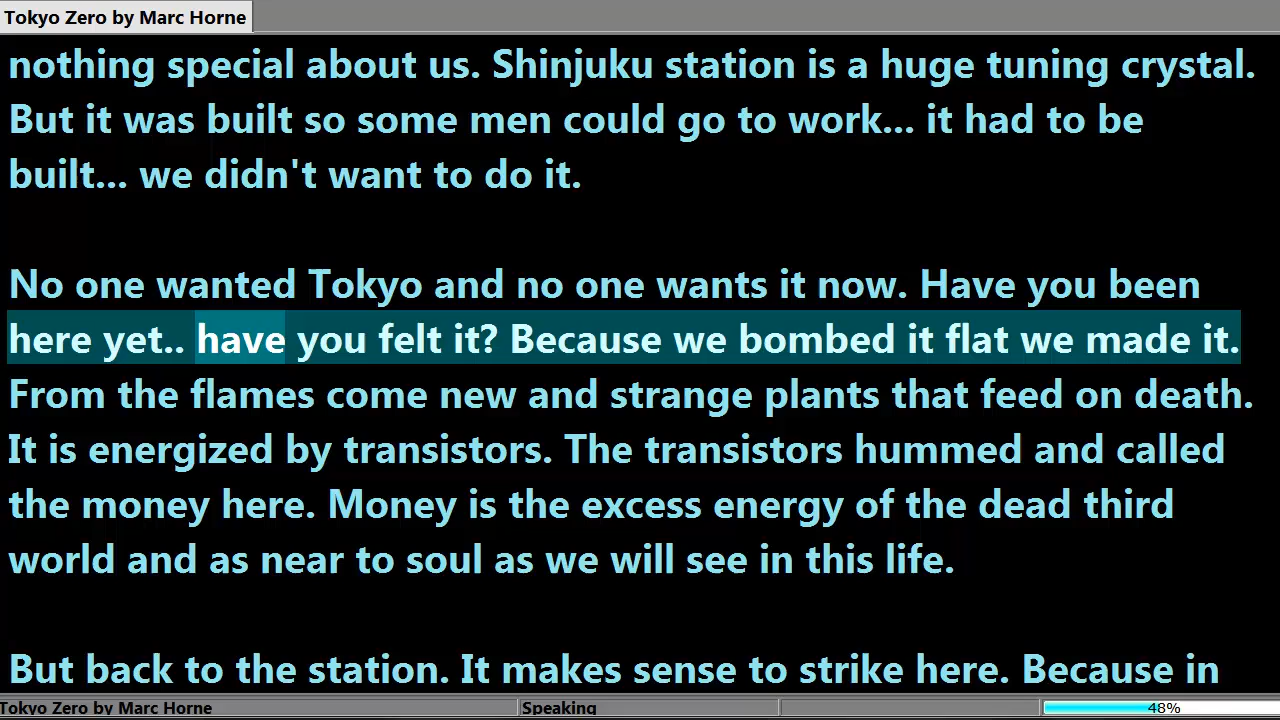 Tokyo Zero by Marc Horne
nothing special about us. Shinjuku station is a huge tuning crystal.
But it was built so some men could go to work... it had to be
built... we didn't want to do it.
No one wanted Tokyo and no one wants it now. Have you been
here yet.. have you felt it? Because we bombed it flat we made it.
From the flames come new and strange plants that feed on death.
It is energized by transistors. The transistors hummed and called
the money here. Money is the excess energy of the dead third
world and as near to soul as we will see in this life.
But back to the station. It makes sense to strike here. Because in
Tokyo Zero by Marc Horne
Speaking
48%